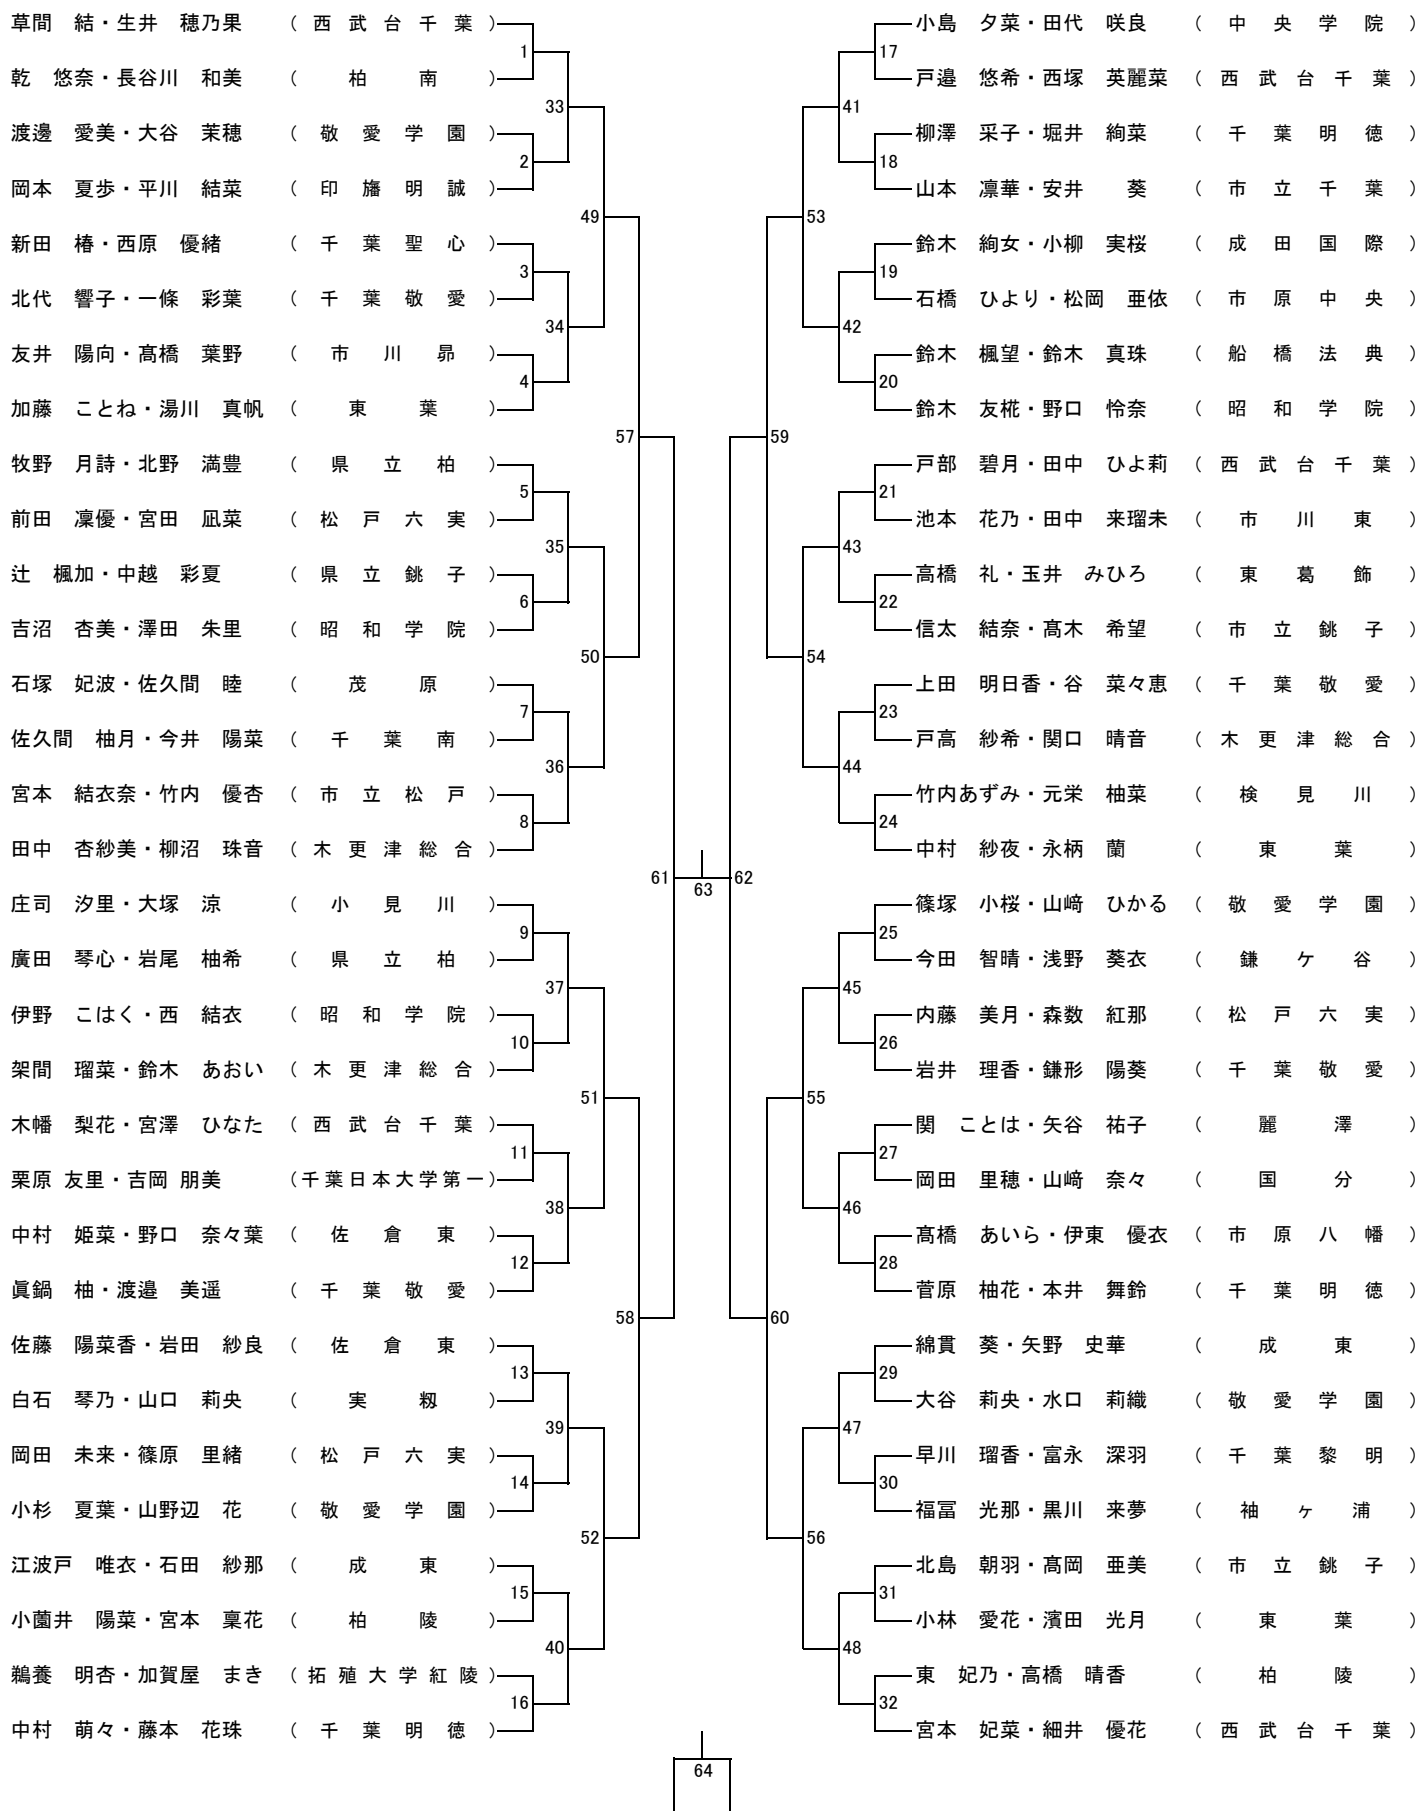 草間 結・生井 穂乃果 （西武台千葉）
1
乾 悠奈・長谷川 和美 （柏南）
33
渡邊 愛美・大谷 茉穂 （敬愛学園）
2
岡本 夏歩・平川 結菜 （印旛明誠）
49
新田 椿・西原 優緒 （千葉聖心）
3
北代 響子・一條 彩葉 （千葉敬愛）
34
友井 陽向・髙橋 葉野 （市川昴）
4
加藤 ことね・湯川 真帆 （東葉）
57
牧野 月詩・北野 満豊 （県立柏）
5
前田 凜優・宮田 凪菜 （松戸六実）
35
辻 楓加・中越 彩夏 （県立銚子）
6
吉沼 杏美・澤田 朱里 （昭和学院）
50
石塚 妃波・佐久間 睦 （茂原）
7
佐久間 柚月・今井 陽菜 （千葉南）
36
宮本 結衣奈・竹内 優杏 （市立松戸）
8
田中 杏紗美・柳沼 珠音 （木更津総合）
61
庄司 汐里・大塚 涼 （小見川）
9
廣田 琴心・岩尾 柚希 （県立柏）
37
伊野 こはく・西 結衣 （昭和学院）
10
架間 瑠菜・鈴木 あおい （木更津総合）
51
木幡 梨花・宮澤 ひなた （西武台千葉）
11
栗原 友里・吉岡 朋美 （千葉日本大学第一）
38
中村 姫菜・野口 奈々葉 （佐倉東）
12
眞鍋 柚・渡邉 美遥 （千葉敬愛）
58
佐藤 陽菜香・岩田 紗良 （佐倉東）
13
白石 琴乃・山口 莉央 （実籾）
39
岡田 未来・篠原 里緒 （松戸六実）
14
小杉 夏葉・山野辺 花 （敬愛学園）
52
江波戸 唯衣・石田 紗那 （成東）
15
小薗井 陽菜・宮本 稟花 （柏陵）
40
鵜養 明杏・加賀屋 まき （拓殖大学紅陵）
16
中村 萌々・藤本 花珠 （千葉明徳）
63
64
小島 夕菜・田代 咲良 （中央学院）
17
戸邉 悠希・西塚 英麗菜 （西武台千葉）
41
柳澤 采子・堀井 絢菜 （千葉明徳）
18
山本 凛華・安井 葵 （市立千葉）
53
鈴木 絢女・小柳 実桜 （成田国際）
19
石橋 ひより・松岡 亜依 （市原中央）
42
鈴木 楓望・鈴木 真珠 （船橋法典）
20
鈴木 友椛・野口 怜奈 （昭和学院）
59
戸部 碧月・田中 ひよ莉 （西武台千葉）
21
池本 花乃・田中 来瑠未 （市川東）
43
高橋 礼・玉井 みひろ （東葛飾）
22
信太 結奈・髙木 希望 （市立銚子）
54
上田 明日香・谷 菜々恵 （千葉敬愛）
23
戸高 紗希・関口 晴音 （木更津総合）
44
竹内あずみ・元栄 柚菜 （検見川）
24
中村 紗夜・永柄 蘭 （東葉）
62
篠塚 小桜・山﨑 ひかる （敬愛学園）
25
今田 智晴・浅野 葵衣 （鎌ケ谷）
45
内藤 美月・森数 紅那 （松戸六実）
26
岩井 理香・鎌形 陽葵 （千葉敬愛）
55
関 ことは・矢谷 祐子 （麗澤）
27
岡田 里穂・山﨑 奈々 （国分）
46
髙橋 あいら・伊東 優衣 （市原八幡）
28
菅原 柚花・本井 舞鈴 （千葉明徳）
60
綿貫 葵・矢野 史華 （成東）
29
大谷 莉央・水口 莉織 （敬愛学園）
47
早川 瑠香・富永 深羽 （千葉黎明）
30
福冨 光那・黒川 来夢 （袖ヶ浦）
56
北島 朝羽・髙岡 亜美 （市立銚子）
31
小林 愛花・濱田 光月 （東葉）
48
東 妃乃・高橋 晴香 （柏陵）
32
宮本 妃菜・細井 優花 （西武台千葉）